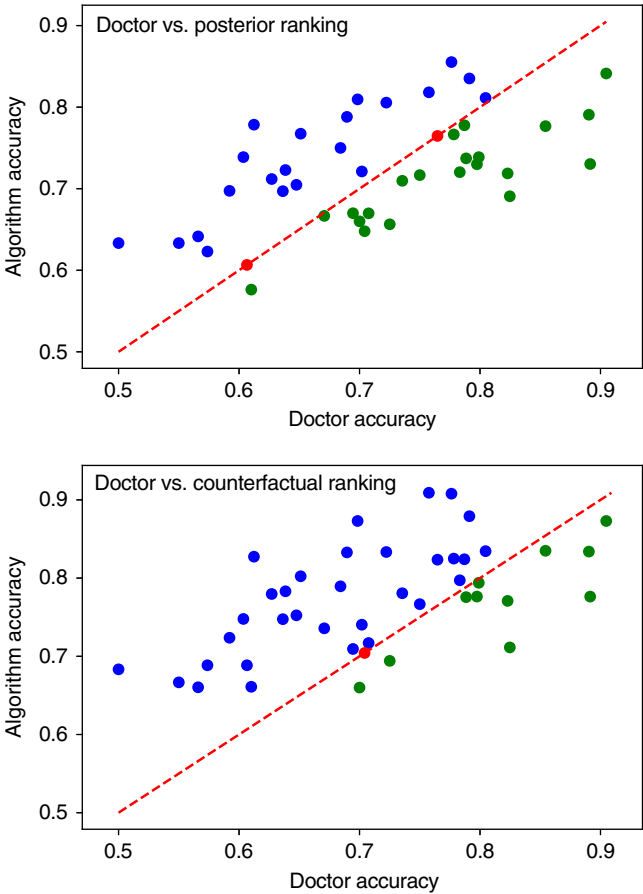 Doctor vs. posterior ranking
0.9
0.8
0.7
0.6
0.5
Algorithm accuracy
0.5 0.6 0.7 0.8 0.9
Doctor accuracy
Doctor vs. counterfactual ranking
0.9
0.8
0.7
0.6
0.5
Algorithm accuracy
0.5 0.6 0.7 0.8 0.9
Doctor accuracy